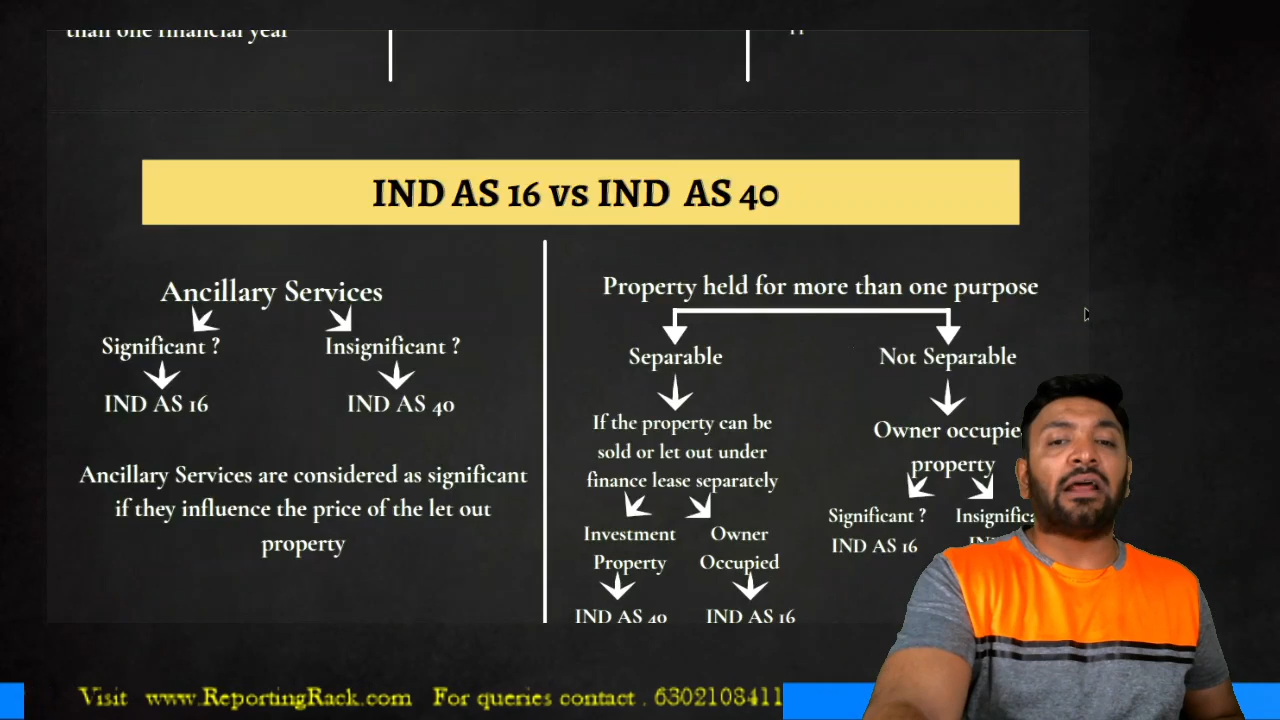 than one financial year
IND AS 16 vs IND AS 40
Ancillary Services
Significant ?
Insignificant ?
IND AS 16
IND AS 40
Ancillary Services are considered as significant
if they influence the price of the let out
property
Property held for more than one purpose
Separable
Not Separable
If the property can be
sold or let out under
finance lease separately
Investment
Property
Owner
Occupied
IND AS 40
IND AS 16
Owner occupie
property
Significant ?
Insignifica
IND AS 16
Visit www.ReportingRack.com For queries contact . 6302108411